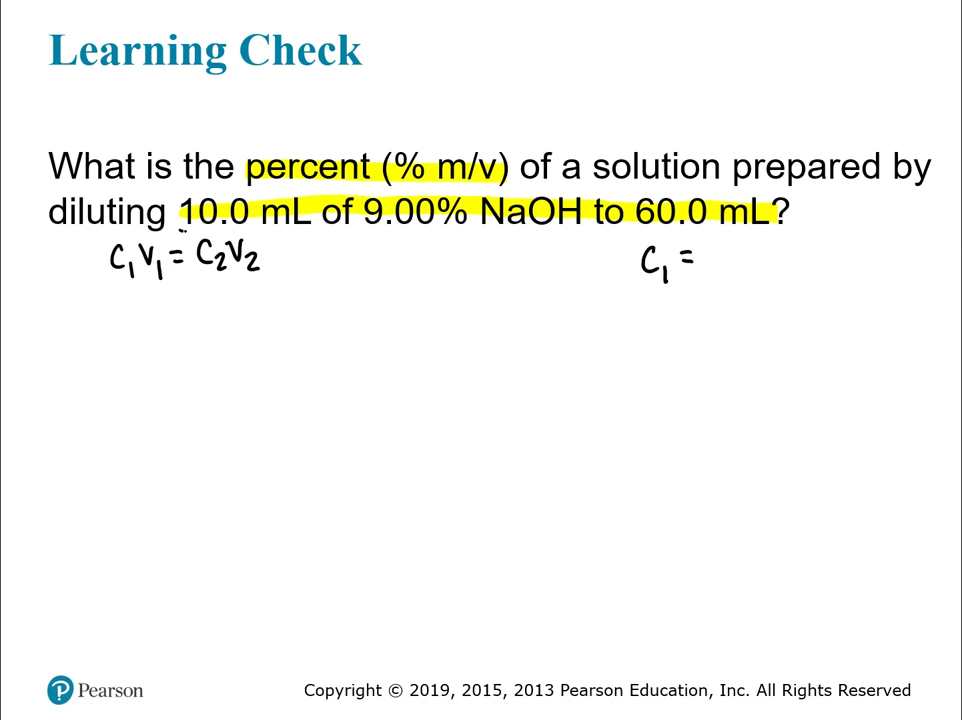 Learning Check
What is the percent (% m/v) of a solution prepared by
diluting 10.0 mL of 9.00% NaOH to 60.0 mL?
C₁V₁ = C₂V₂
C₁ =
Pearson
Copyright © 2019, 2015, 2013 Pearson Education, Inc. All Rights Reserved